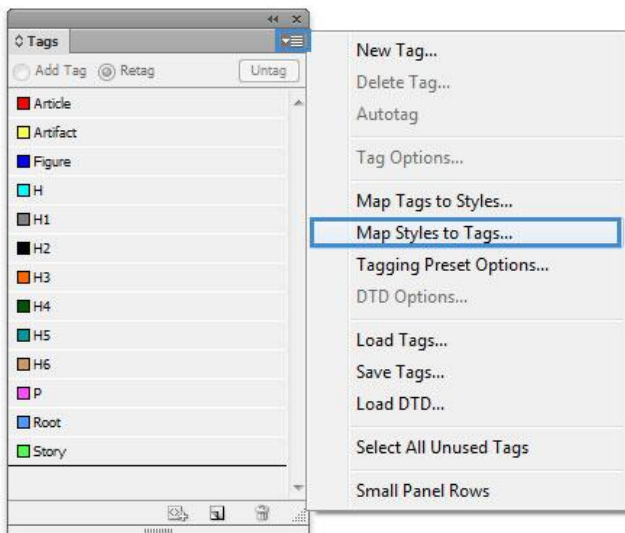 Tags
Add Tag Retag Untag
Article
Artifact
Figure
H
H1
H2
H3
H4
H5
H6
P
Root
Story
New Tag...
Delete Tag...
Autotag
Tag Options...
Map Tags to Styles...
Map Styles to Tags...
Tagging Preset Options...
DTD Options...
Load Tags...
Save Tags...
Load DTD...
Select All Unused Tags
Small Panel Rows